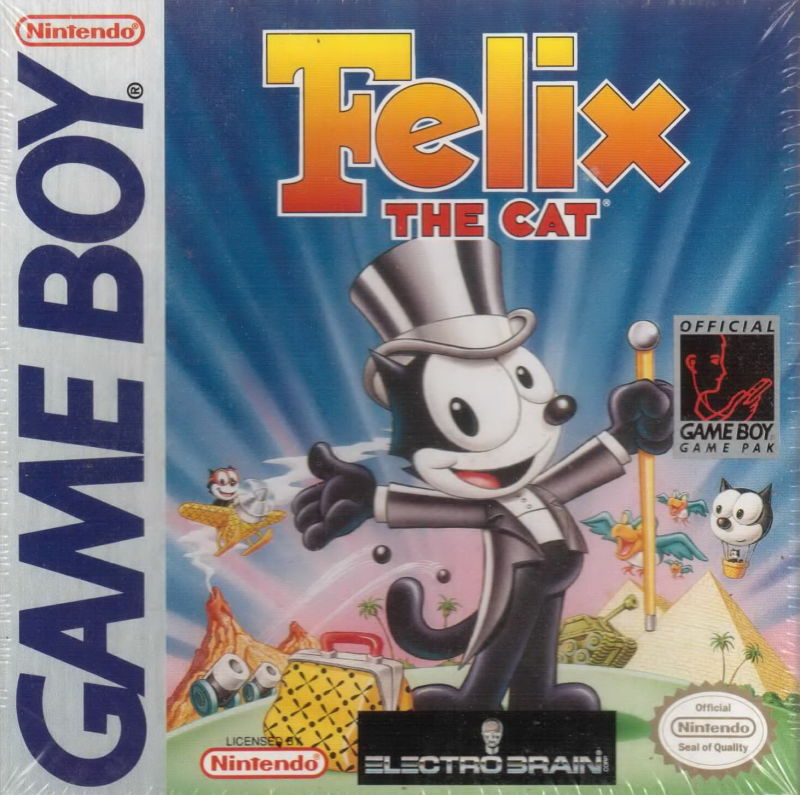 Nintendo®
GAME BOY®
Felix
THE CAT®
OFFICIAL
GAME BOY
GAME PAK
LICENSED BY
Nintendo
ELECTRO BRAIN
CORP
Official
Nintendo
Seal of Quality